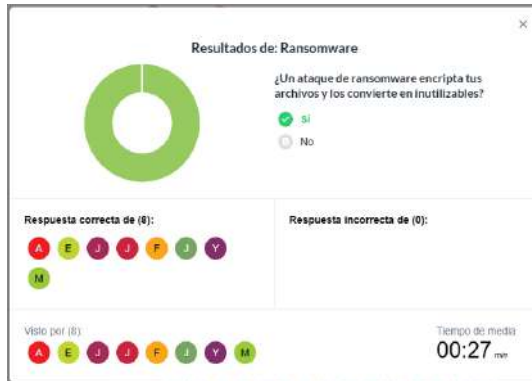 ×
Resultados de: Ransomware
¿Un ataque de ransomware encripta tus
archivos y los convierte en inutilizables?
Sí
No
Respuesta correcta de (8):
A E J J F J Y
M
Respuesta incorrecta de (0):
Visto por (8)
A E J J F J Y M
Tiempo de media
00:27 min